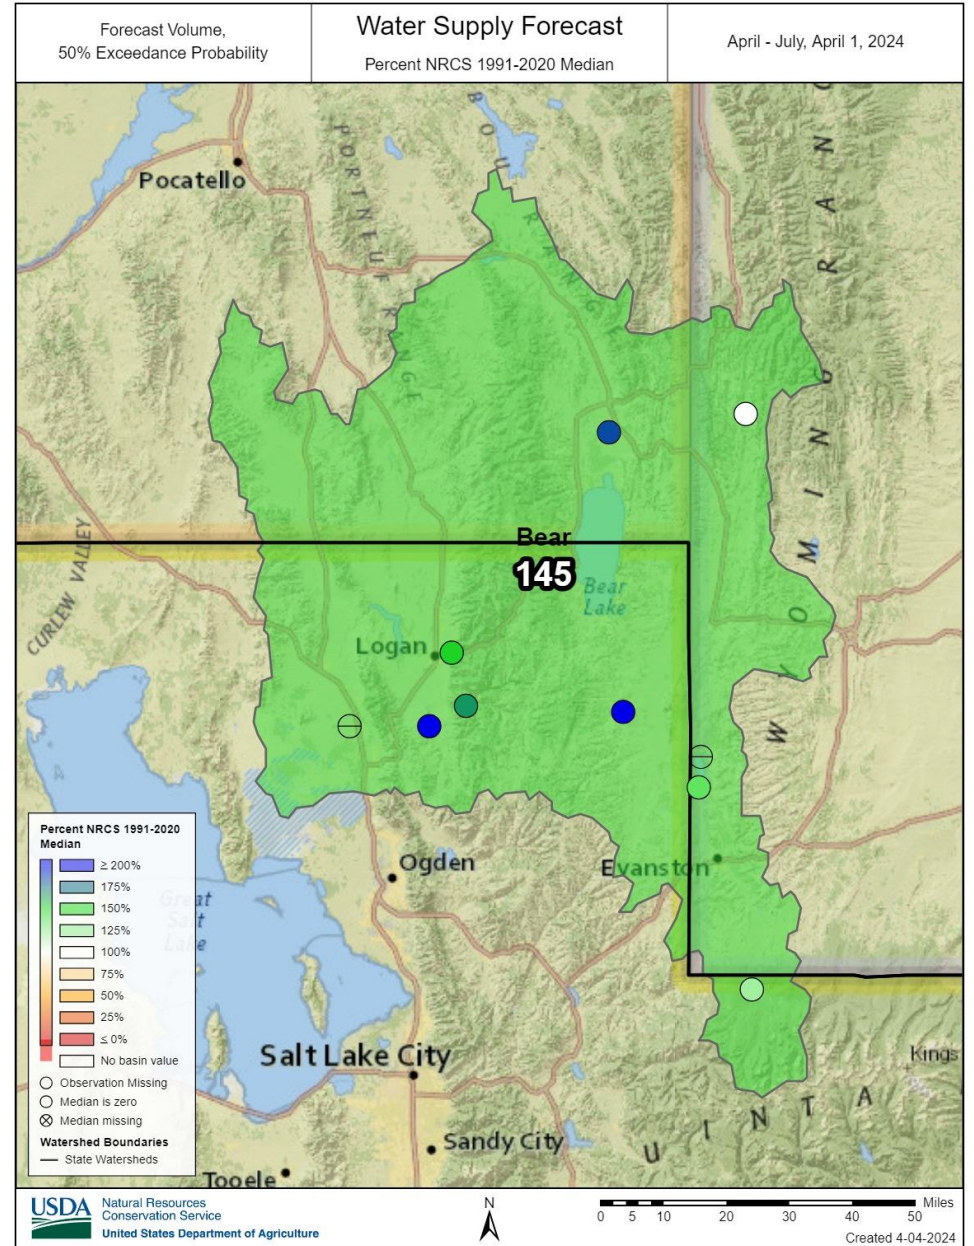 Forecast Volume,
50% Exceedance Probability
Water Supply Forecast
Percent NRCS 1991-2020 Median
April - July, April 1, 2024
Pocatello
PORTNEUF RANGE
BOU
RANGE
WYOMING RANG
CURLEW VALLEY
Bear
145
Bear
Lake
Logan
Ogden
Evanston
Great
Salt
Lake
Salt Lake City
Sandy City
Tooele
Kings
UINTA
Percent NRCS 1991-2020
Median
≥ 200%
175%
150%
125%
100%
75%
50%
25%
≤ 0%
No basin value
Observation Missing
Median is zero
Median missing
Watershed Boundaries
State Watersheds
USDA
Natural Resources
Conservation Service
United States Department of Agriculture
N
Miles
0 5 10 20 30 40 50
Created 4-04-2024